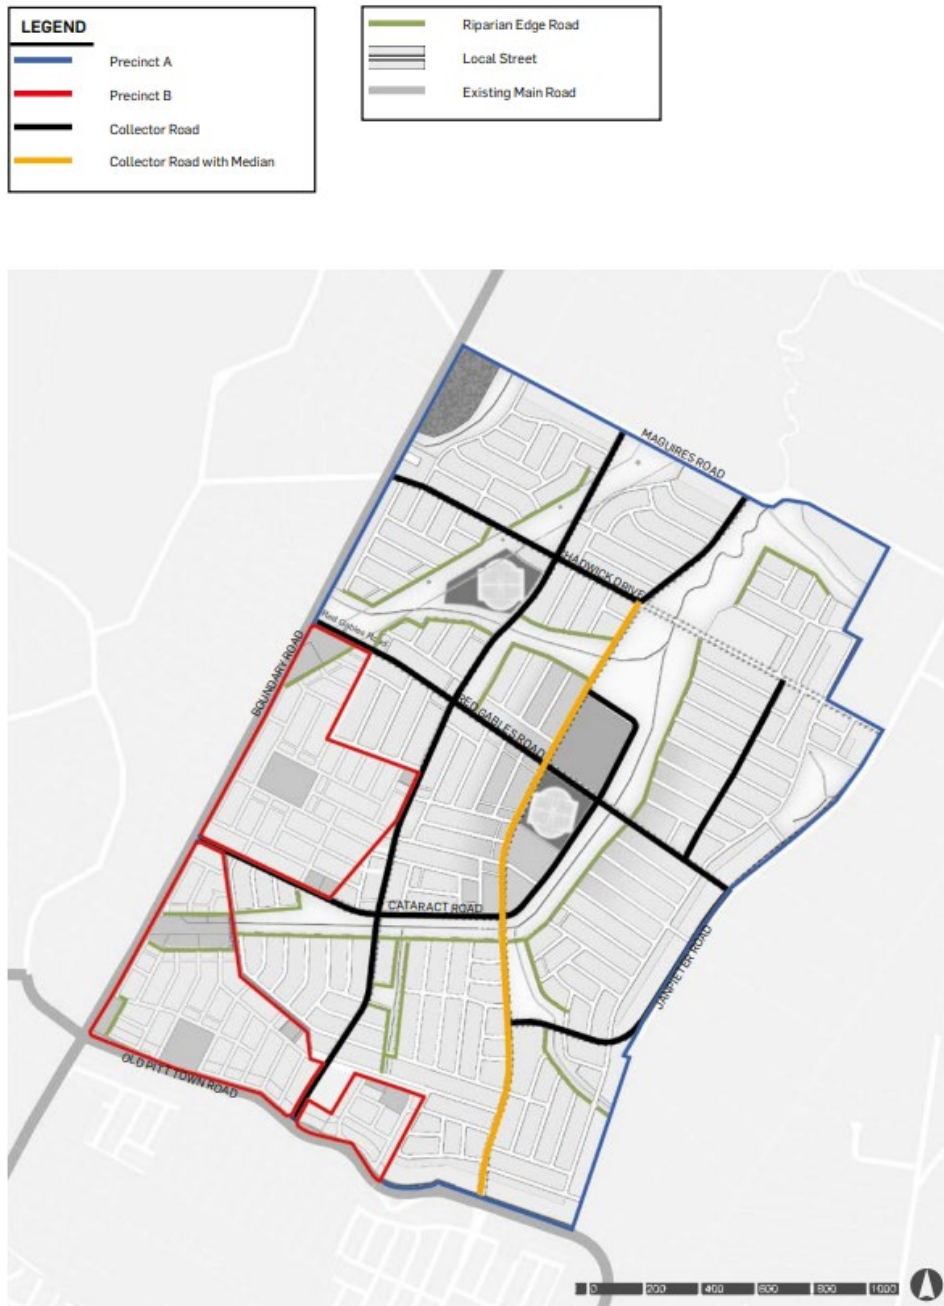 LEGEND
Precinct A
Precinct B
Collector Road
Collector Road with Median
Riparian Edge Road
Local Street
Existing Main Road
MAGUIRES ROAD
CHADWICK DRIVE
Red Gables Road
BOUNDARY ROAD
RED GABLES ROAD
CATARACT ROAD
JANPIETER ROAD
OLD PITT TOWN ROAD
0 200 400 600 800 1000